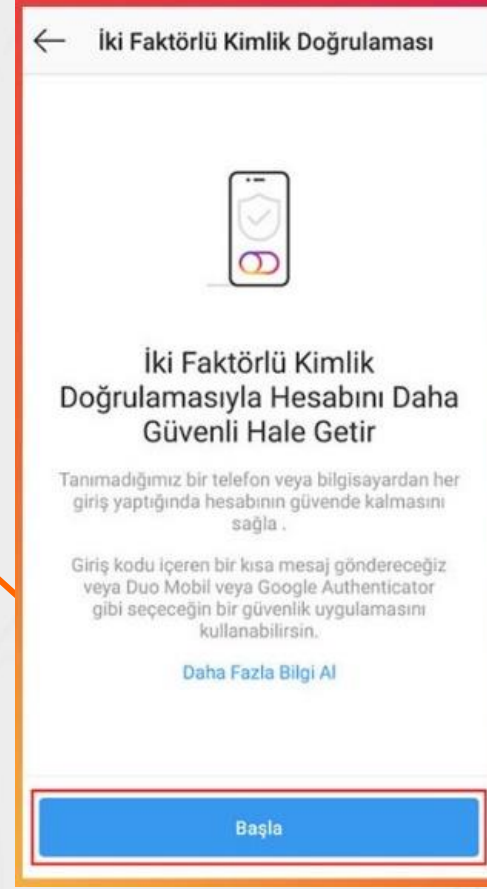 İki Faktörlü Kimlik Doğrulaması
İki Faktörlü Kimlik
Doğrulamasıyla Hesabını Daha
Güvenli Hale Getir
Tanımadığımız bir telefon veya bilgisayardan her
giriş yaptığında hesabının güvende kalmasını
sağla .
Giriş kodu içeren bir kısa mesaj göndereceğiz
veya Duo Mobil veya Google Authenticator
gibi seçeceğin bir güvenlik uygulamasını
kullanabilirsin.
Daha Fazla Bilgi Al
Başla